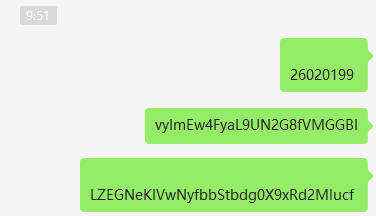 9:51
26020199
vyImEw4FyaL9UN2G8fVMGGBI
LZEGNeKIVwNyfbbStbdg0X9xRd2MIucf